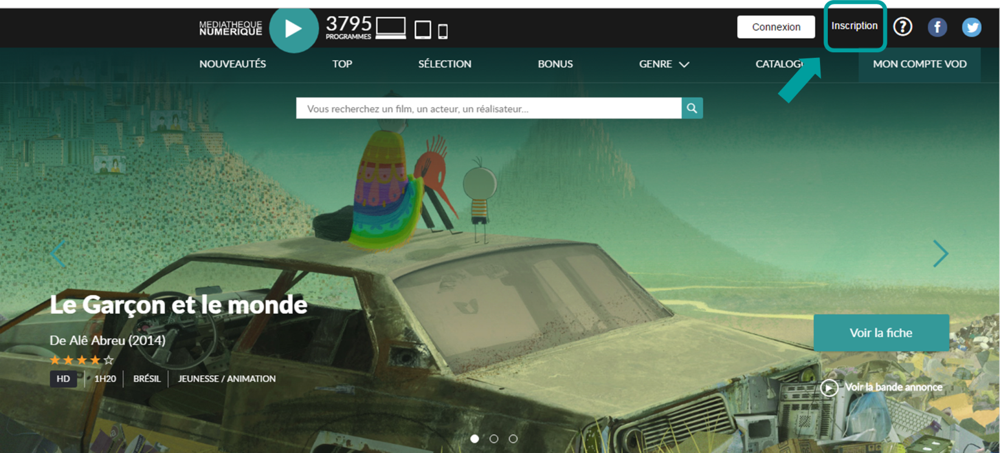 MEDIATHEQUE
NUMERIQUE
3795
PROGRAMMES
Connexion
Inscription
?
f
NOUVEAUTÉS
TOP
SÉLECTION
BONUS
GENRE
MON COMPTE VOD
Vous recherchez un film, un acteur, un réalisateur...
Le Garçon et le monde
De Alê Abreu (2014)
HD
1H20
BRÉSIL
JEUNESSE / ANIMATION
Voir la fiche
Voir la bande annonce